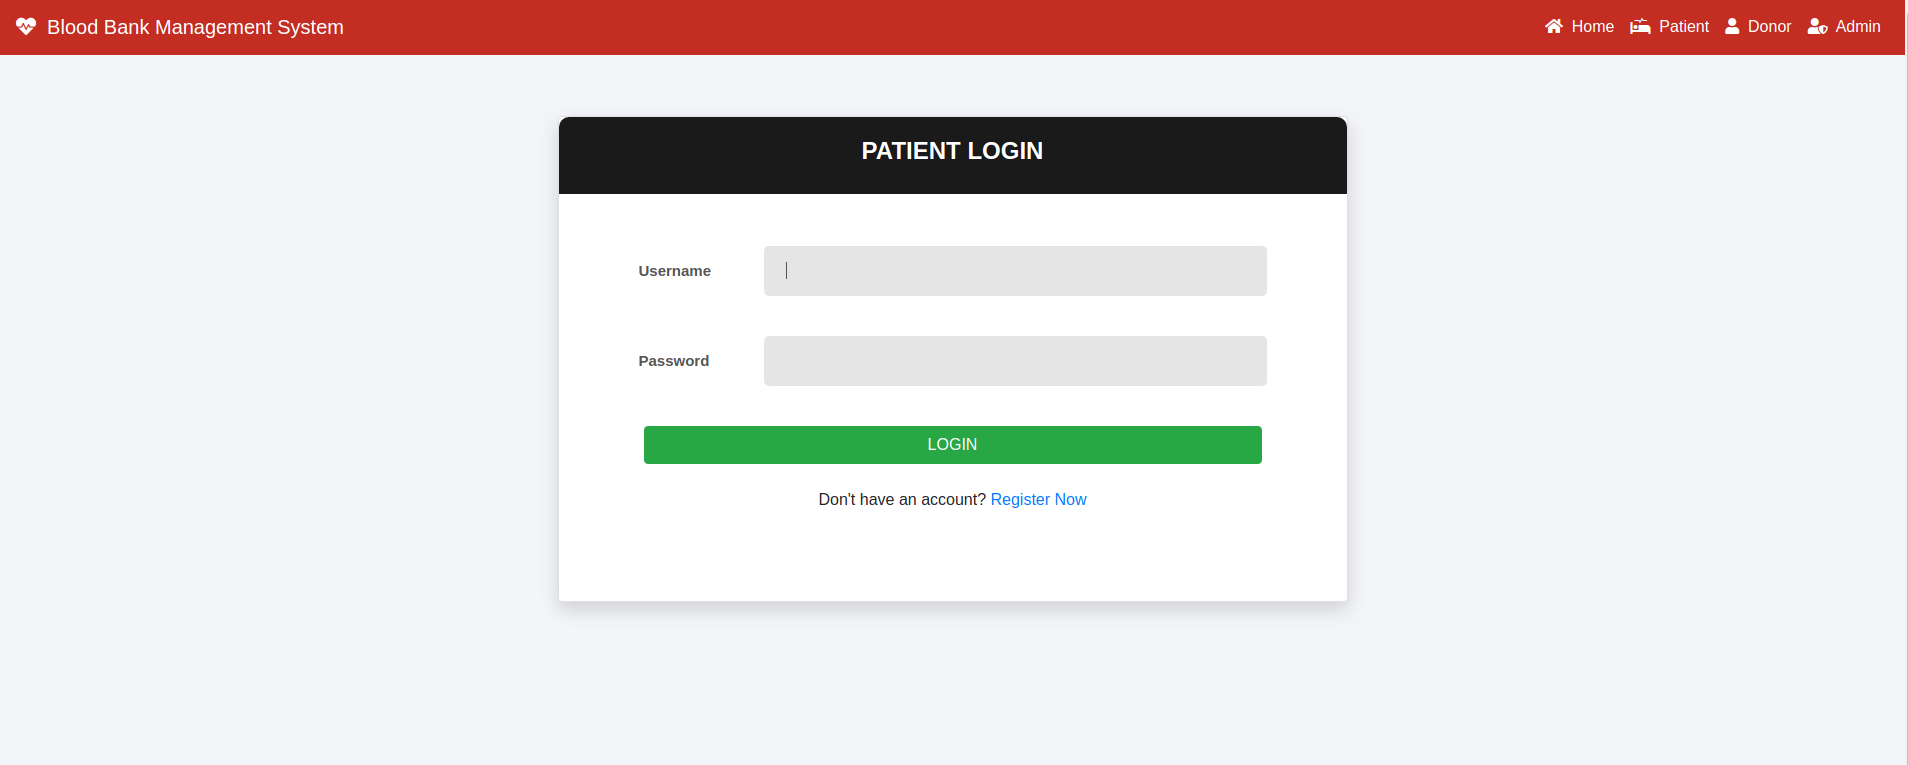 Blood Bank Management System
Home Patient Donor Admin
PATIENT LOGIN
Username
Password
LOGIN
Don't have an account? Register Now